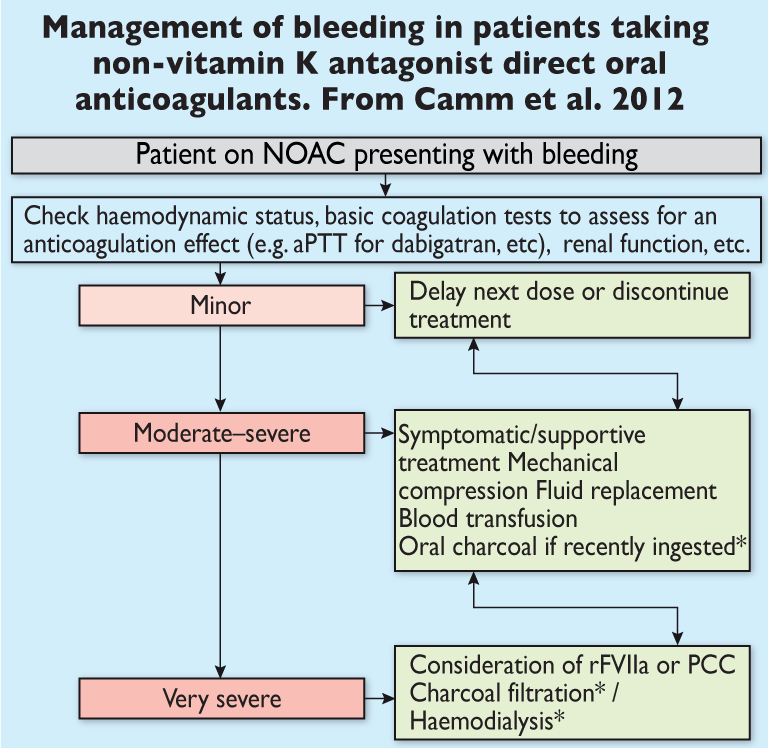 Management of bleeding in patients taking
non-vitamin K antagonist direct oral
anticoagulants. From Camm et al. 2012
Patient on NOAC presenting with bleeding
Check haemodynamic status, basic coagulation tests to assess for an
anticoagulation effect (e.g. aPTT for dabigatran, etc), renal function, etc.
Minor
Delay next dose or discontinue
treatment
Moderate–severe
Symptomatic/supportive
treatment Mechanical
compression Fluid replacement
Blood transfusion
Oral charcoal if recently ingested*
Very severe
Consideration of rFVIIa or PCC
Charcoal filtration* /
Haemodialysis*